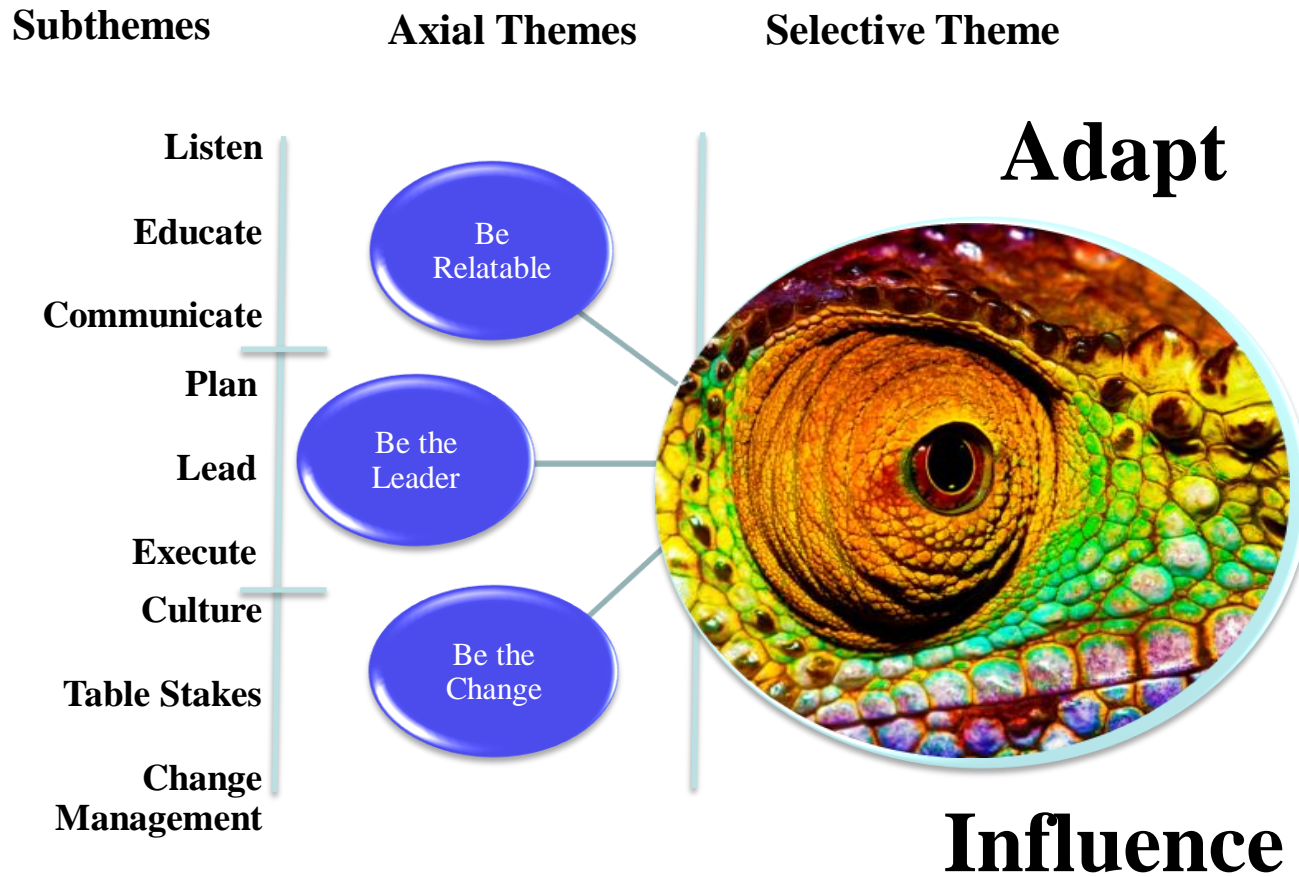 Subthemes
Axial Themes
Selective Theme
Listen
Educate
Communicate
Plan
Lead
Execute
Culture
Table Stakes
Change
Management
Be
Relatable
Be the
Leader
Be the
Change
Adapt
Influence